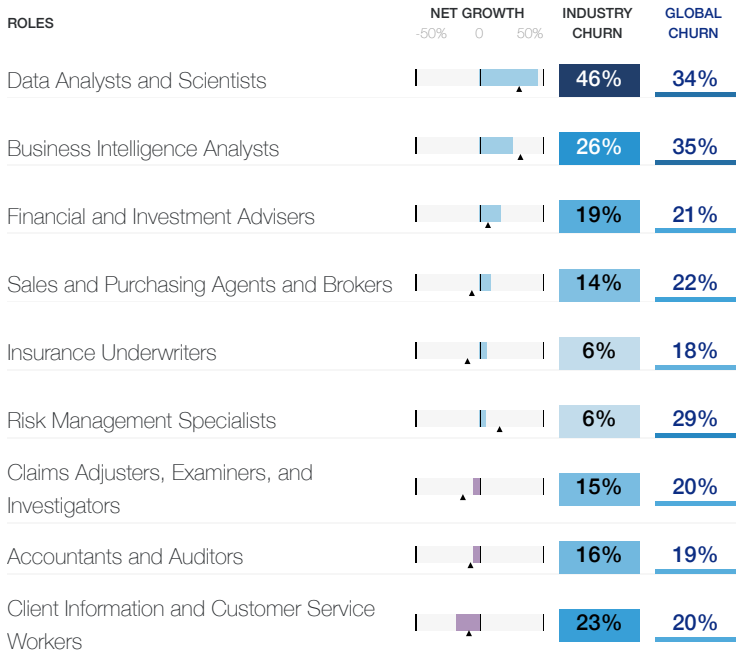 ROLES
NET GROWTH
-50% 0 50%
INDUSTRY
CHURN
GLOBAL
CHURN
Data Analysts and Scientists 46% 34%
Business Intelligence Analysts 26% 35%
Financial and Investment Advisers 19% 21%
Sales and Purchasing Agents and Brokers 14% 22%
Insurance Underwriters 6% 18%
Risk Management Specialists 6% 29%
Claims Adjusters, Examiners, and
Investigators
15% 20%
Accountants and Auditors 16% 19%
Client Information and Customer Service
Workers
23% 20%